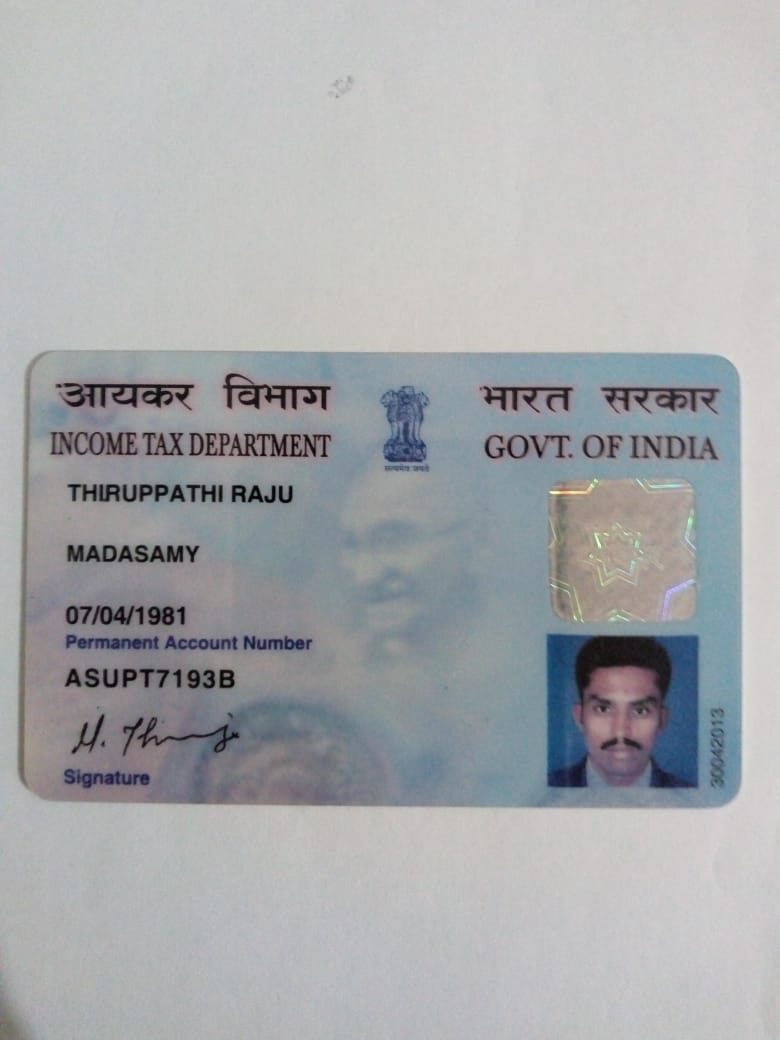 आयकर विभाग
भारत सरकार
INCOME TAX DEPARTMENT
GOVT. OF INDIA
सत्यमेव जयते
THIRUPPATHI RAJU
MADASAMY
07/04/1981
Permanent Account Number
ASUPT7193B
Signature
30042013